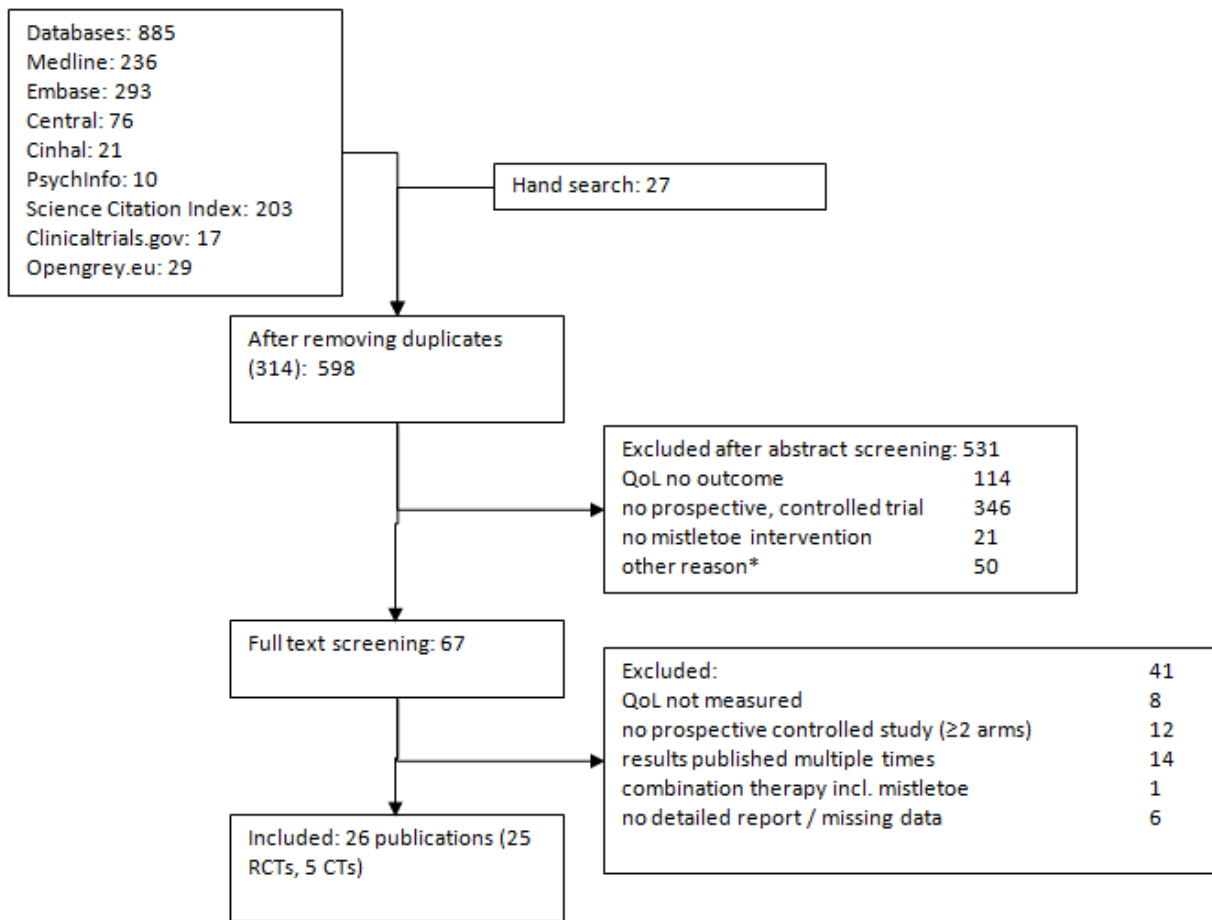 Databases: 885
Medline: 236
Embase: 293
Central: 76
Cinhal: 21
PsychInfo: 10
Science Citation Index: 203
Clinicaltrials.gov: 17
Opengrey.eu: 29
Hand search: 27
After removing duplicates
(314): 598
Excluded after abstract screening: 531
QoL no outcome 114
no prospective, controlled trial 346
no mistletoe intervention 21
other reason* 50
Full text screening: 67
Excluded: 41
QoL not measured 8
no prospective controlled study (≥2 arms) 12
results published multiple times 14
combination therapy incl. mistletoe 1
no detailed report / missing data 6
Included: 26 publications (25
RCTs, 5 CTs)